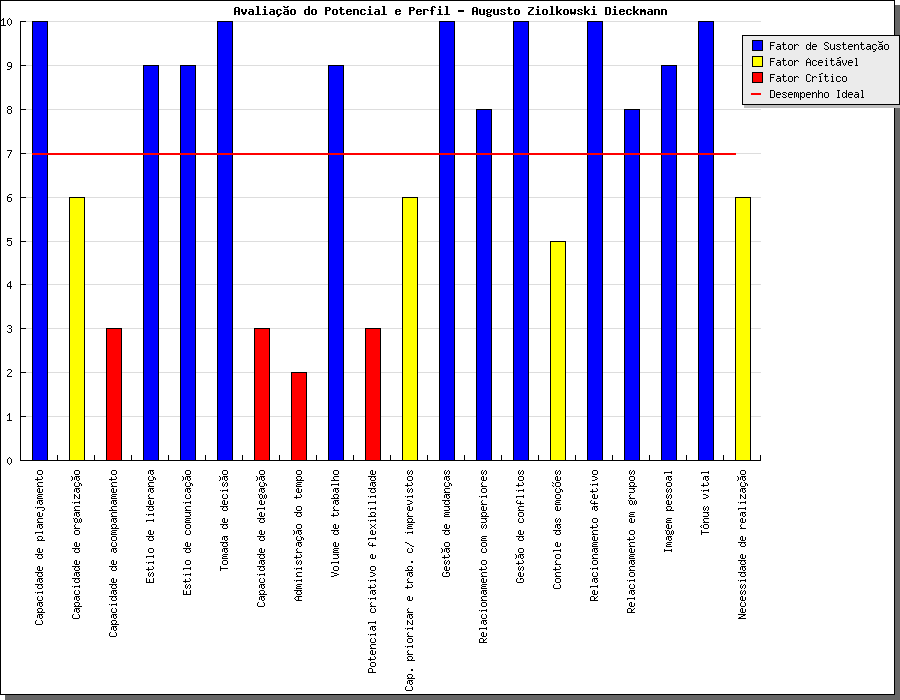 Avaliação do Potencial e Perfil - Augusto Ziolkowski Dieckmann
Fator de Sustentação
Fator Aceitável
Fator Crítico
Desempenho Ideal
10
9
8
7
6
5
4
3
2
1
0
Capacidade de planejamento
Capacidade de organização
Capacidade de acompanhamento
Estilo de liderança
Estilo de comunicação
Tomada de decisão
Capacidade de delegação
Administração do tempo
Volume de trabalho
Potencial criativo e flexibilidade
Cap. priorizar e trab. c/ imprevistos
Gestão de mudanças
Relacionamento com superiores
Gestão de conflitos
Controle das emoções
Relacionamento afetivo
Relacionamento em grupos
Imagem pessoal
Tônus vital
Necessidade de realização